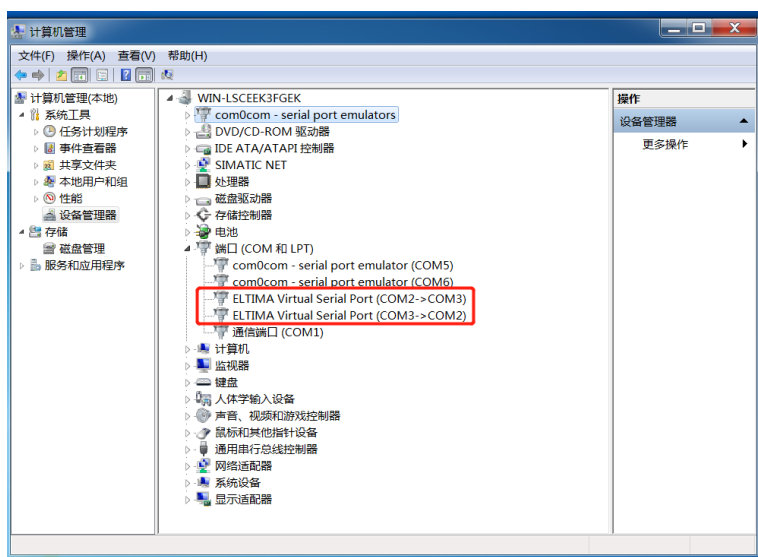 计算机管理
文件(F) 操作(A) 查看(V) 帮助(H)
计算机管理(本地)
系统工具
任务计划程序
事件查看器
共享文件夹
本地用户和组
性能
设备管理器
存储
磁盘管理
服务和应用程序
WIN-LSCEEK3FGEK
com0com - serial port emulators
DVD/CD-ROM 驱动器
IDE ATA/ATAPI 控制器
SIMATIC NET
处理器
磁盘驱动器
存储控制器
电池
端口 (COM 和 LPT)
com0com - serial port emulator (COM5)
com0com - serial port emulator (COM6)
ELTIMA Virtual Serial Port (COM2->COM3)
ELTIMA Virtual Serial Port (COM3->COM2)
通信端口 (COM1)
计算机
监视器
键盘
人体学输入设备
声音、视频和游戏控制器
鼠标和其他指针设备
通用串行总线控制器
网络适配器
系统设备
显示适配器
操作
设备管理器
更多操作